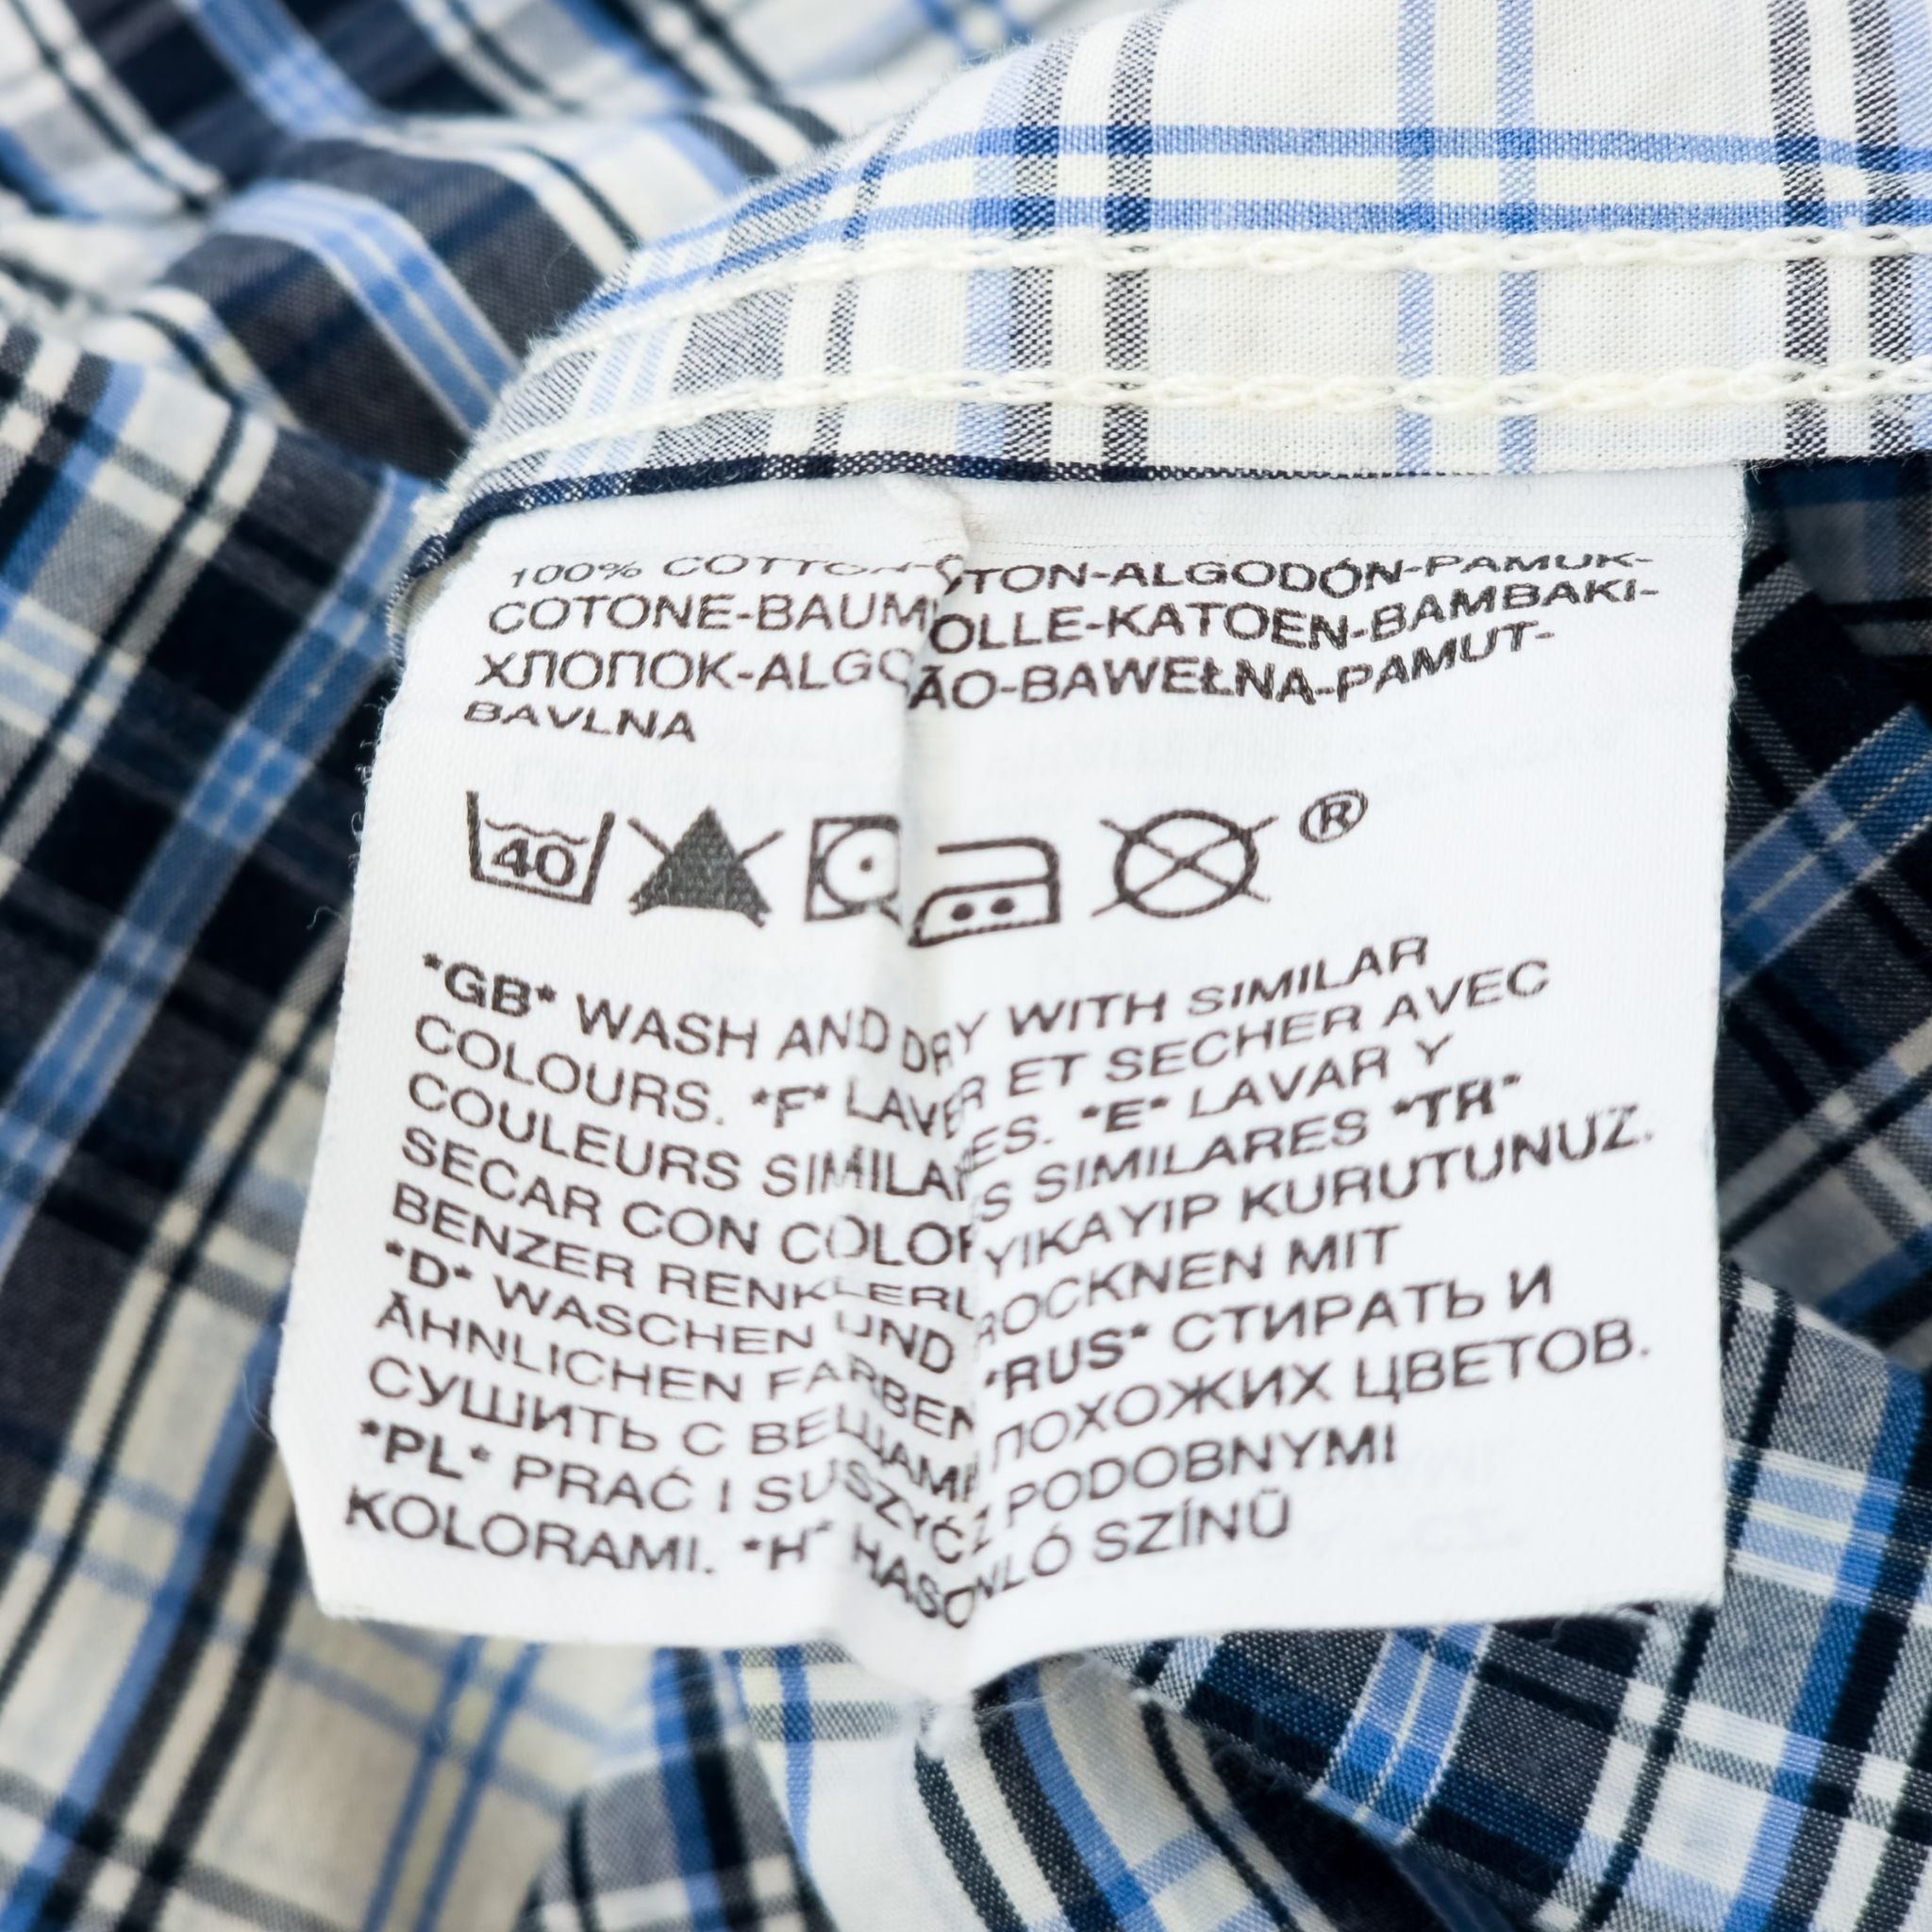 100% COTTON-COTON-ALGODÓN-PAMUK-
COTONE-BAUMWOLLE-KATOEN-BAMBAKI-
ХЛОПОК-ALGODÃO-BAWEŁNA-PAMUT-
BAVLNA
40 ®
*GB* WASH AND DRY WITH SIMILAR
COLOURS. *F* LAVER ET SECHER AVEC
COULEURS SIMILARES. *E* LAVAR Y
SECAR CON COLORES SIMILARES *TR*
BENZER RENKLERLE YIKAYIP KURUTUNUZ.
*D* WASCHEN UND TROCKNEN MIT
ÄHNLICHEN FARBEN *RUS* СТИРАТЬ И
СУШИТЬ С ВЕЩАМИ ПОХОЖИХ ЦВЕТОВ.
*PL* PRAĆ I SUSZYĆ Z PODOBNYMI
KOLORAMI. *H* HASONLÓ SZÍNŰ